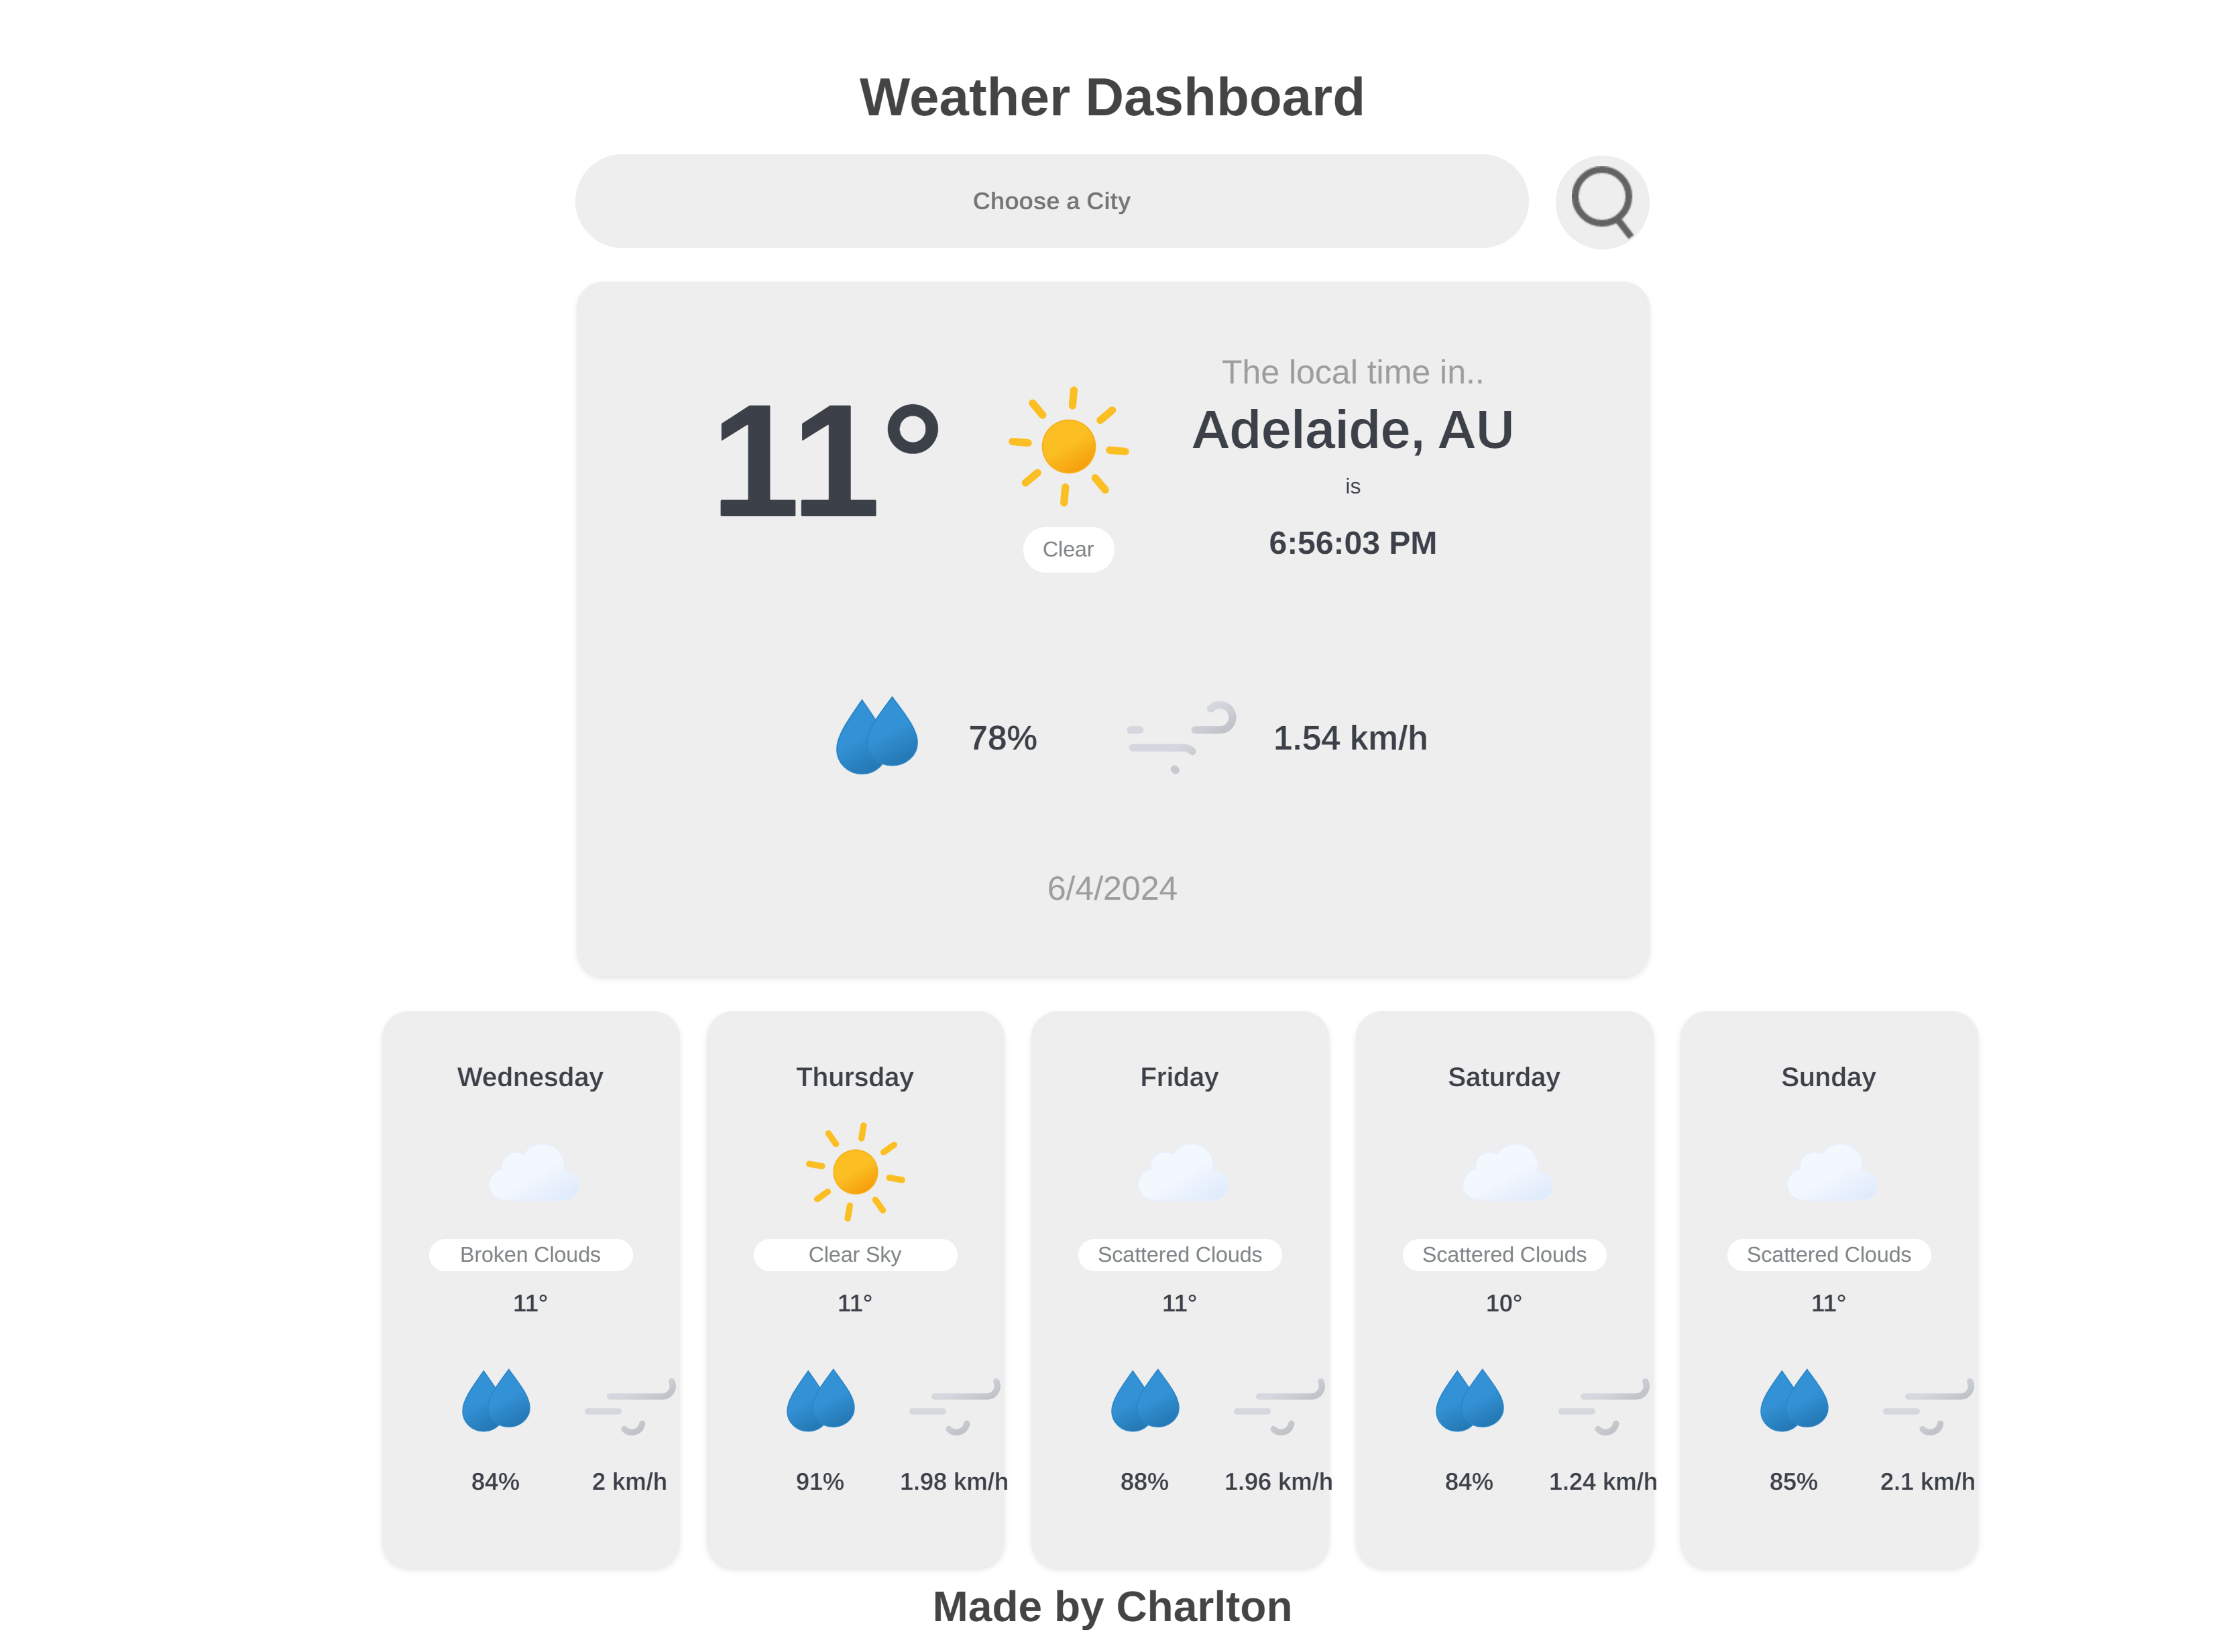 Weather Dashboard
Choose a City
11°
Clear
The local time in..
Adelaide, AU
is
6:56:03 PM
78%
1.54 km/h
6/4/2024
Wednesday
Broken Clouds
11°
84%
2 km/h
Thursday
Clear Sky
11°
91%
1.98 km/h
Friday
Scattered Clouds
11°
88%
1.96 km/h
Saturday
Scattered Clouds
10°
84%
1.24 km/h
Sunday
Scattered Clouds
11°
85%
2.1 km/h
Made by Charlton